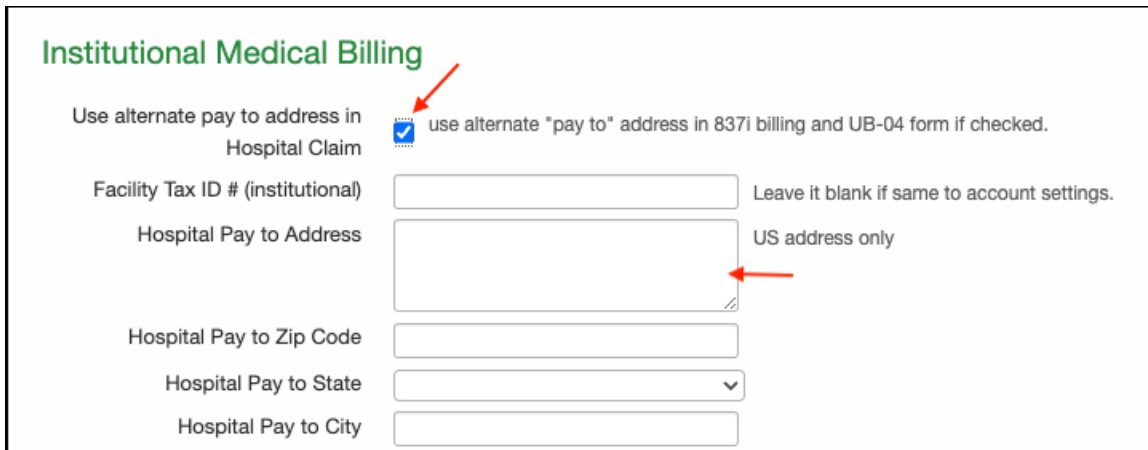 Institutional Medical Billing
Use alternate pay to address in
Hospital Claim
use alternate "pay to" address in 837i billing and UB-04 form if checked.
Facility Tax ID # (institutional)
Leave it blank if same to account settings.
Hospital Pay to Address
US address only
Hospital Pay to Zip Code
Hospital Pay to State
Hospital Pay to City